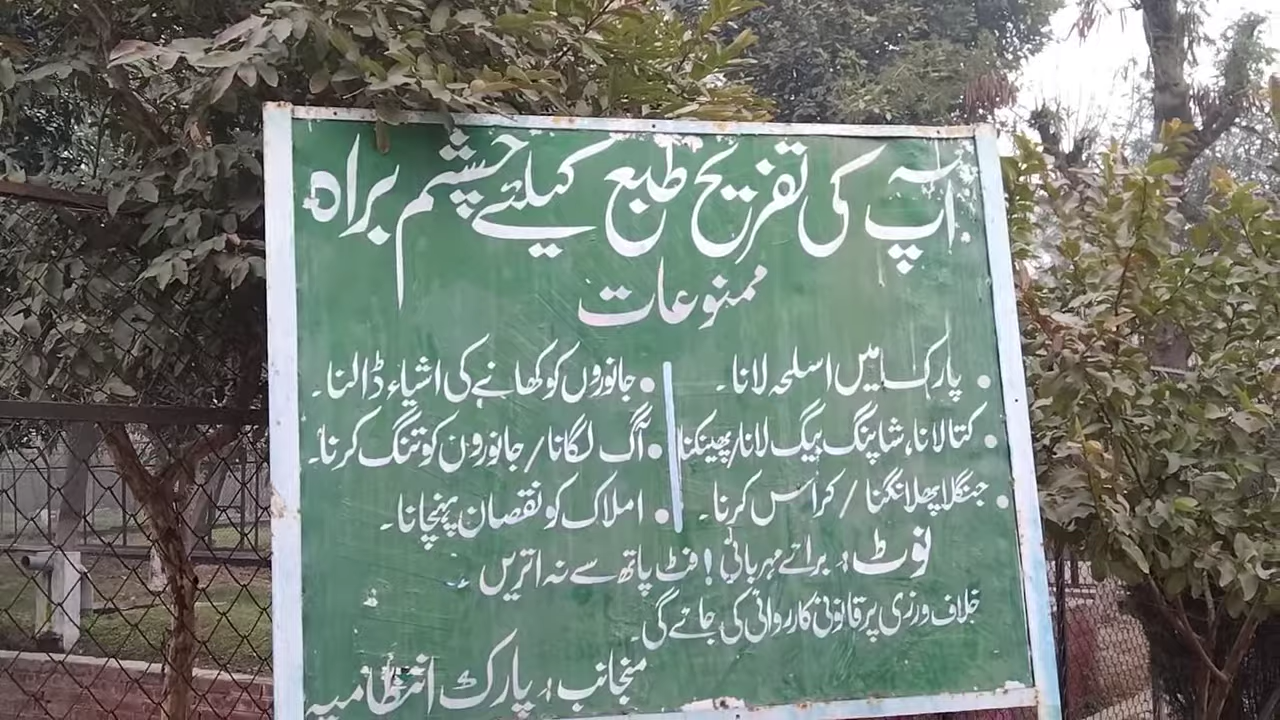 آپ کی تفریح طبع کیلئے چشم براہ
ممنوعات
• پارک میں اسلحہ لانا۔
• کتا لانا، شاپنگ بیگ لانا/پھینکنا
• جنگلا پھلانگنا / کراس کرنا۔
• جانوروں کو کھانے کی اشیاء ڈالنا۔
• آگ لگانا / جانوروں کو تنگ کرنا۔
• املاک کو نقصان پہنچانا۔
نوٹ: برائے مہربانی! فٹ پاتھ سے نہ اتریں
خلاف ورزی پر قانونی کاروائی کی جائے گی۔
منجانب: پارک انتظامیہ